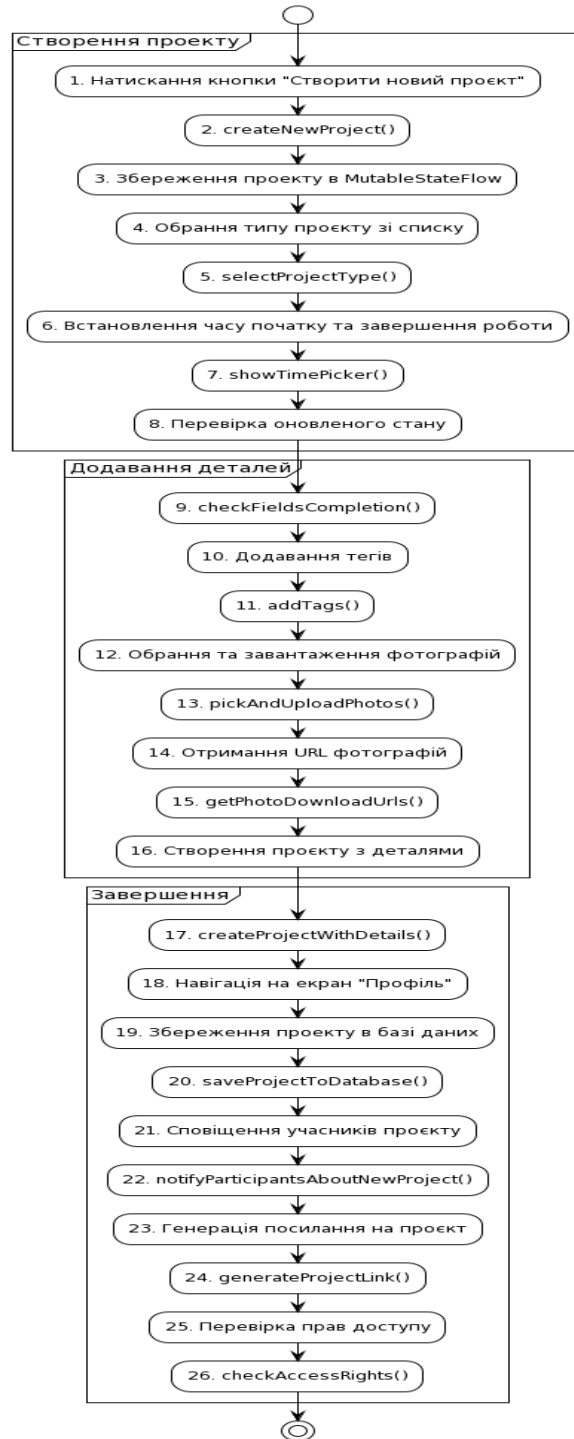 Створення проекту
1. Натискання кнопки "Створити новий проєкт"
2. createNewProject()
3. Збереження проекту в MutableStateFlow
4. Обрання типу проєкту зі списку
5. selectProjectType()
6. Встановлення часу початку та завершення роботи
7. showTimePicker()
8. Перевірка оновленого стану
Додавання деталей
9. checkFieldsCompletion()
10. Додавання тегів
11. addTags()
12. Обрання та завантаження фотографій
13. pickAndUploadPhotos()
14. Отримання URL фотографій
15. getPhotoDownloadUrls()
16. Створення проєкту з деталями
Завершення
17. createProjectWithDetails()
18. Навігація на екран "Профіль"
19. Збереження проекту в базі даних
20. saveProjectToDatabase()
21. Сповіщення учасників проєкту
22. notifyParticipantsAboutNewProject()
23. Генерація посилання на проєкт
24. generateProjectLink()
25. Перевірка прав доступу
26. checkAccessRights()